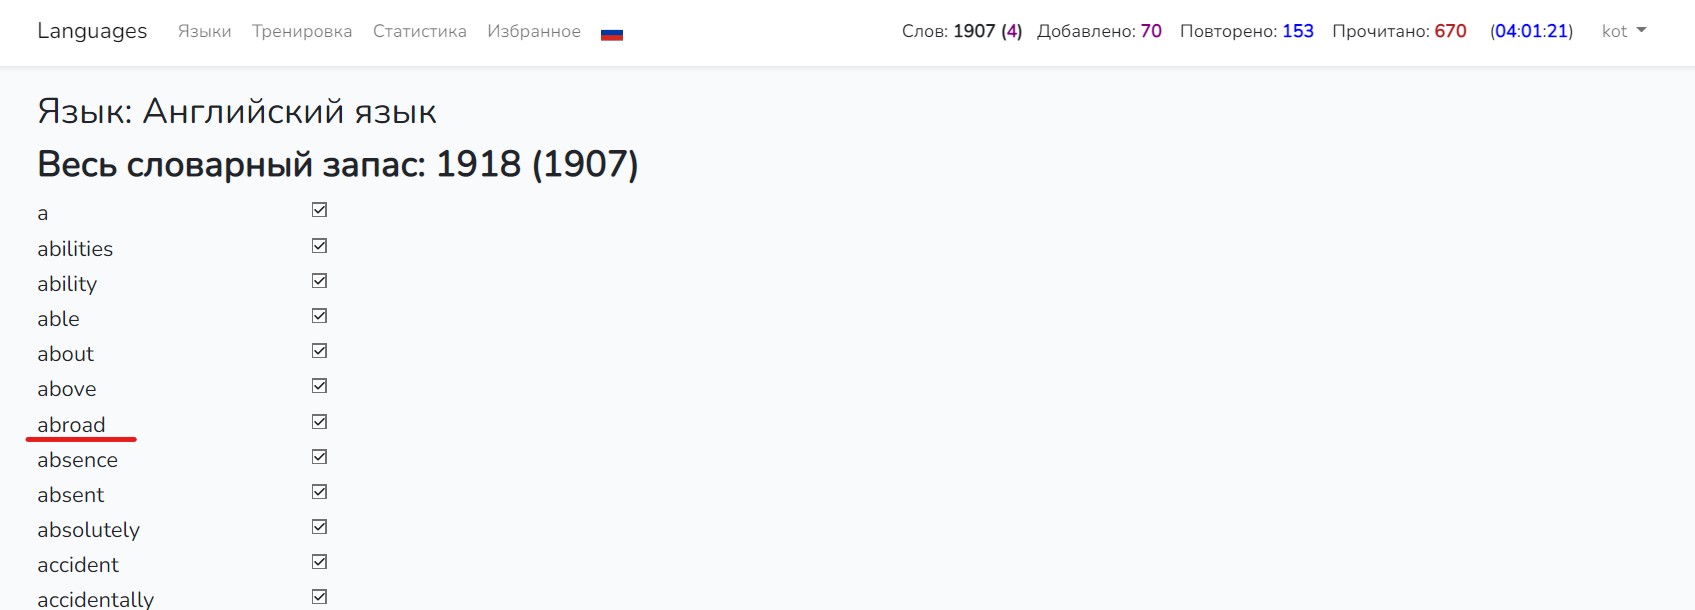 Languages Языки Тренировка Статистика Избранное Слов: 1907 (4) Добавлено: 70 Повторено: 153 Прочитано: 670 (04:01:21) kot
Язык: Английский язык
Весь словарный запас: 1918 (1907)
a
abilities
ability
able
about
above
abroad
absence
absent
absolutely
accident
accidentally